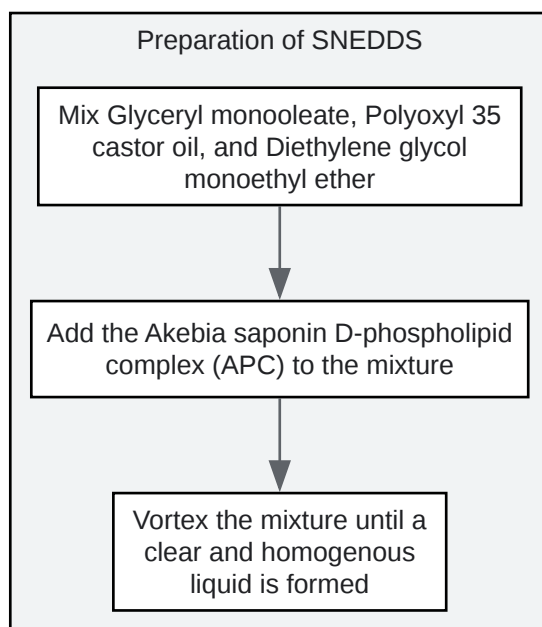 Preparation of SNEDDS
Mix Glyceryl monooleate, Polyoxyl 35
castor oil, and Diethylene glycol
monoethyl ether
Add the Akebia saponin D-phospholipid
complex (APC) to the mixture
Vortex the mixture until a
clear and homogenous
liquid is formed